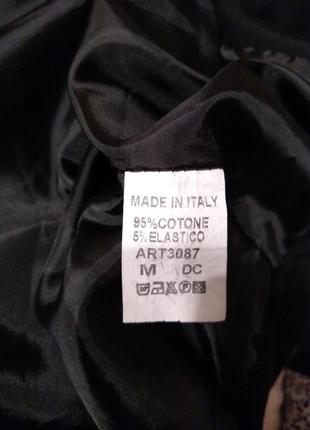 MADE IN ITALY
95%COTONE
5%ELASTICO
ART3087
M DC